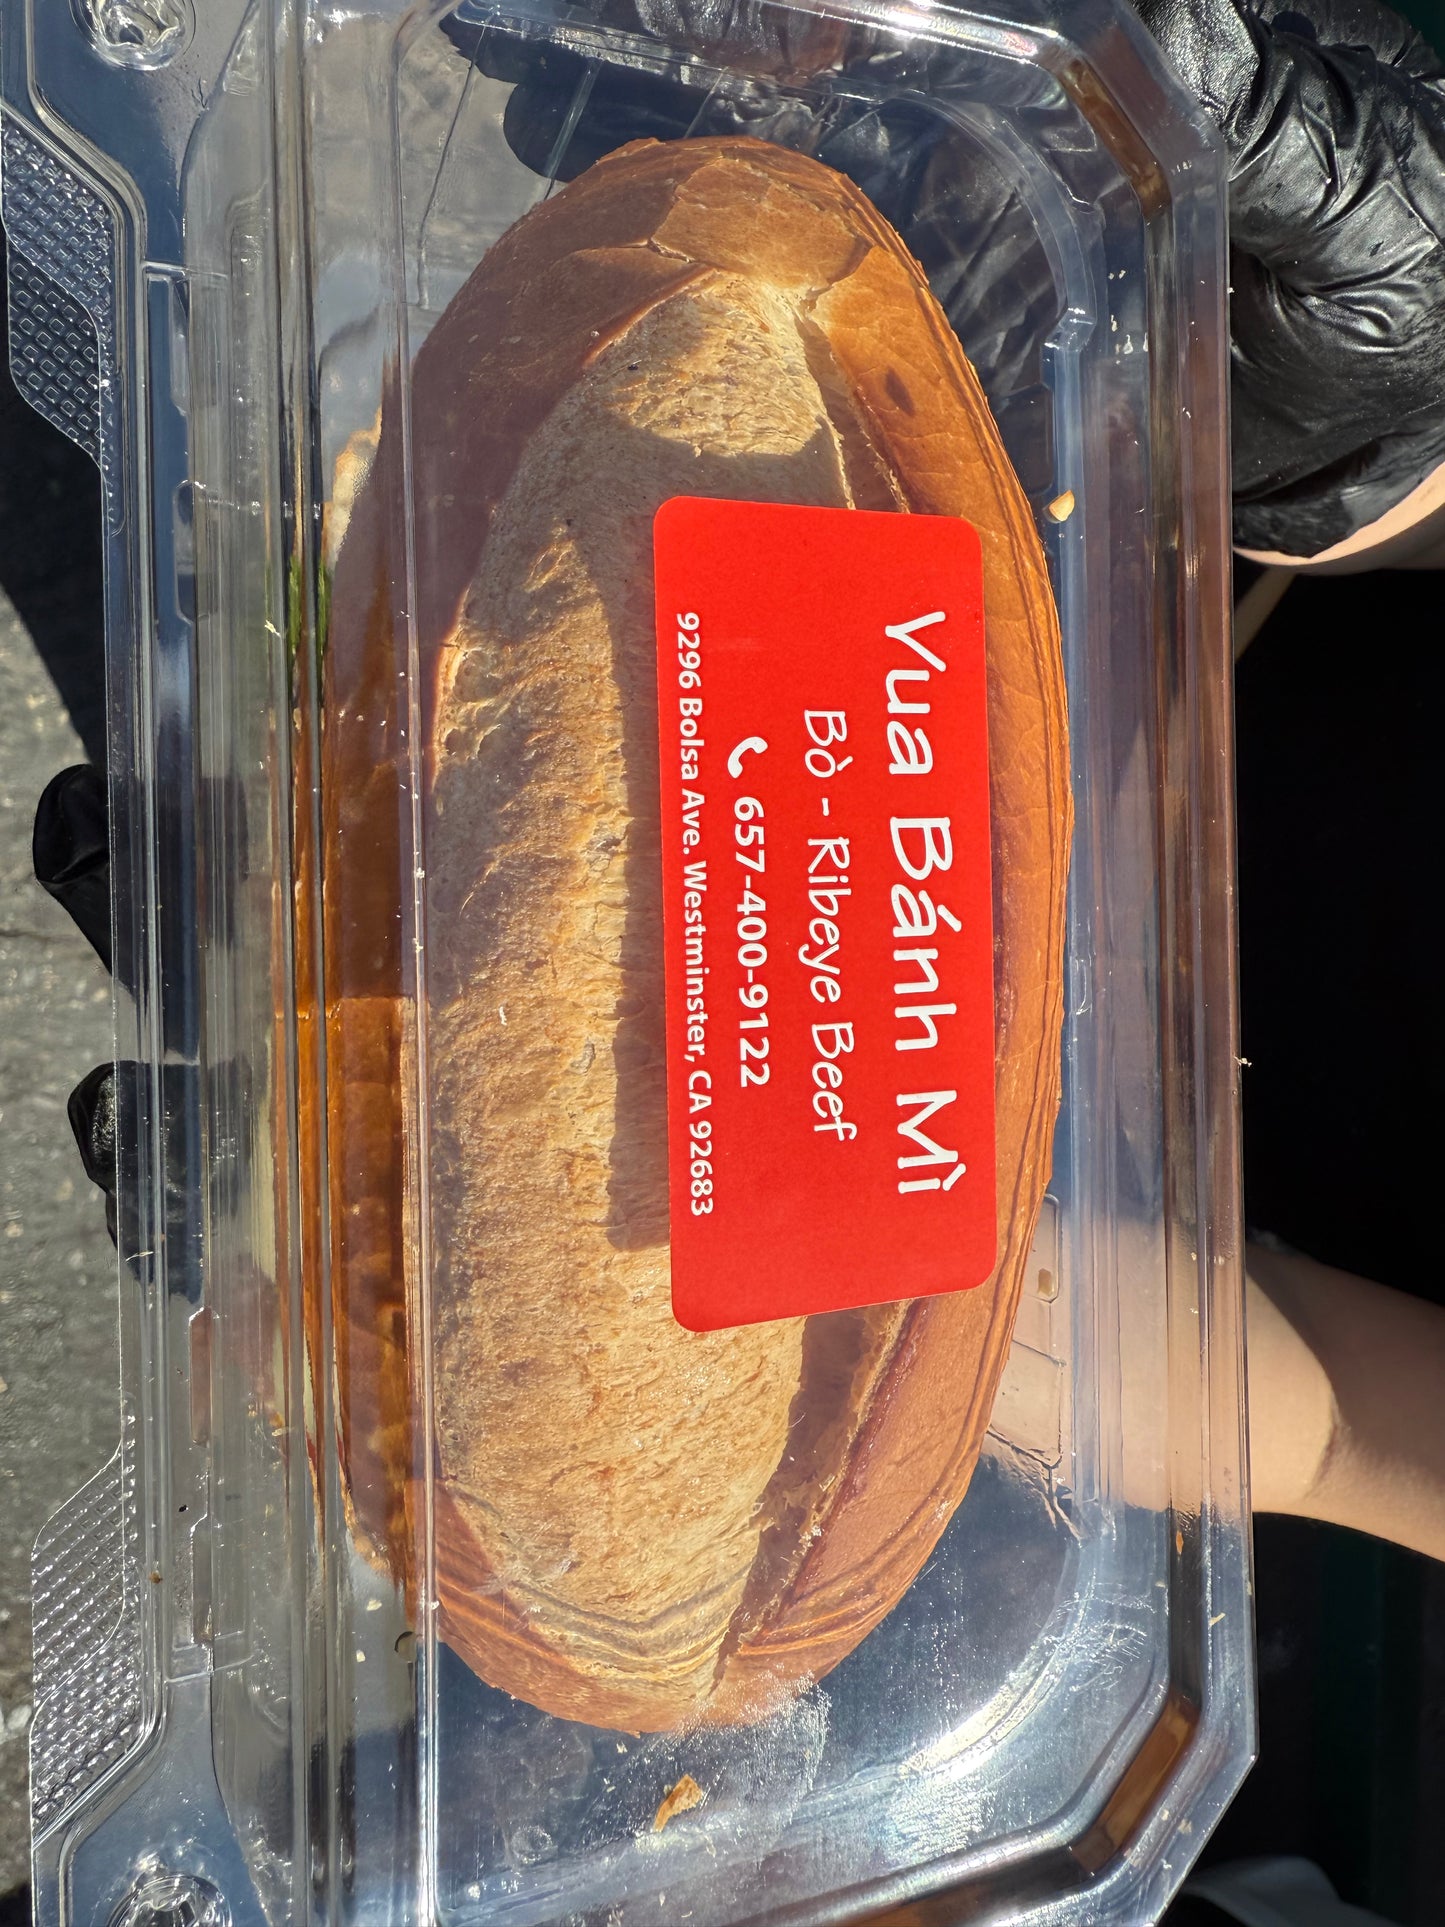 Vua Bánh Mì
Bò - Ribeye Beef
657-400-9122
9296 Bolsa Ave. Westminster, CA 92683